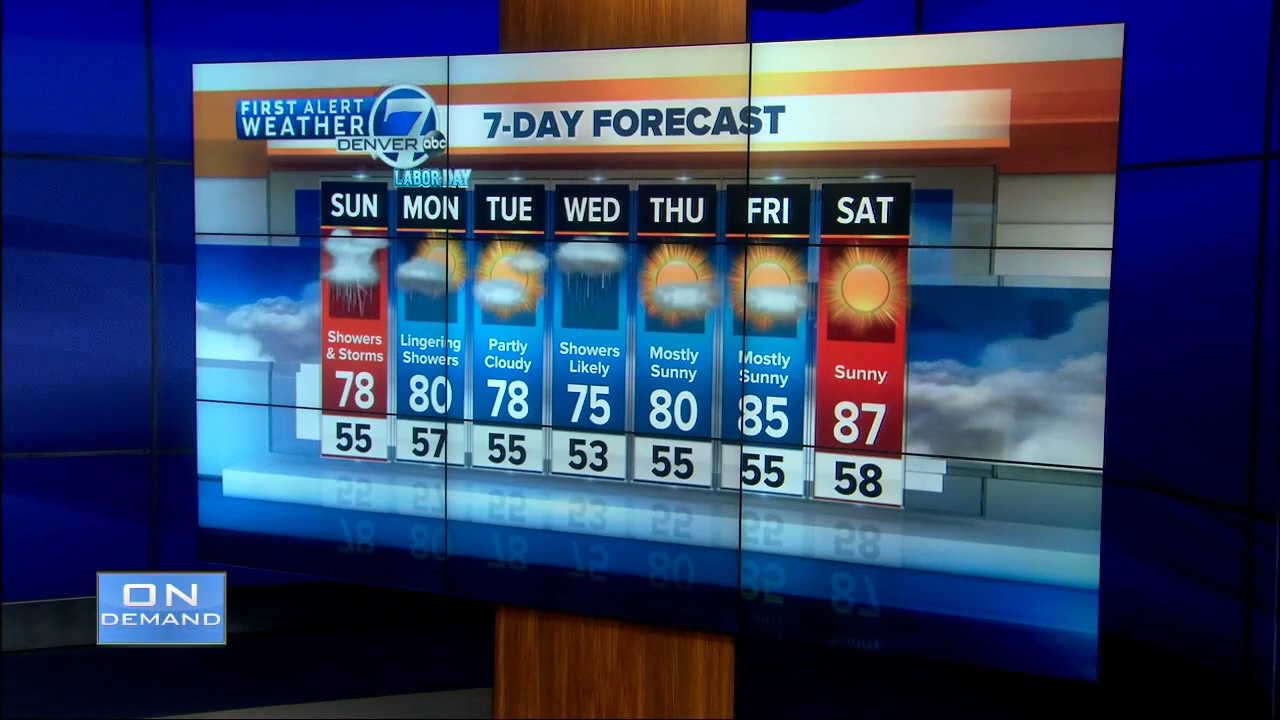 FIRST ALERT
WEATHER
7
DENVER
abc
7-DAY FORECAST
LABOR DAY
SUN MON TUE WED THU FRI SAT
Showers
& Storms
78
55
Lingering
Showers
80
57
Partly
Cloudy
78
55
Showers
Likely
75
53
Mostly
Sunny
80
55
Mostly
Sunny
85
55
Sunny
87
58
ON
DEMAND